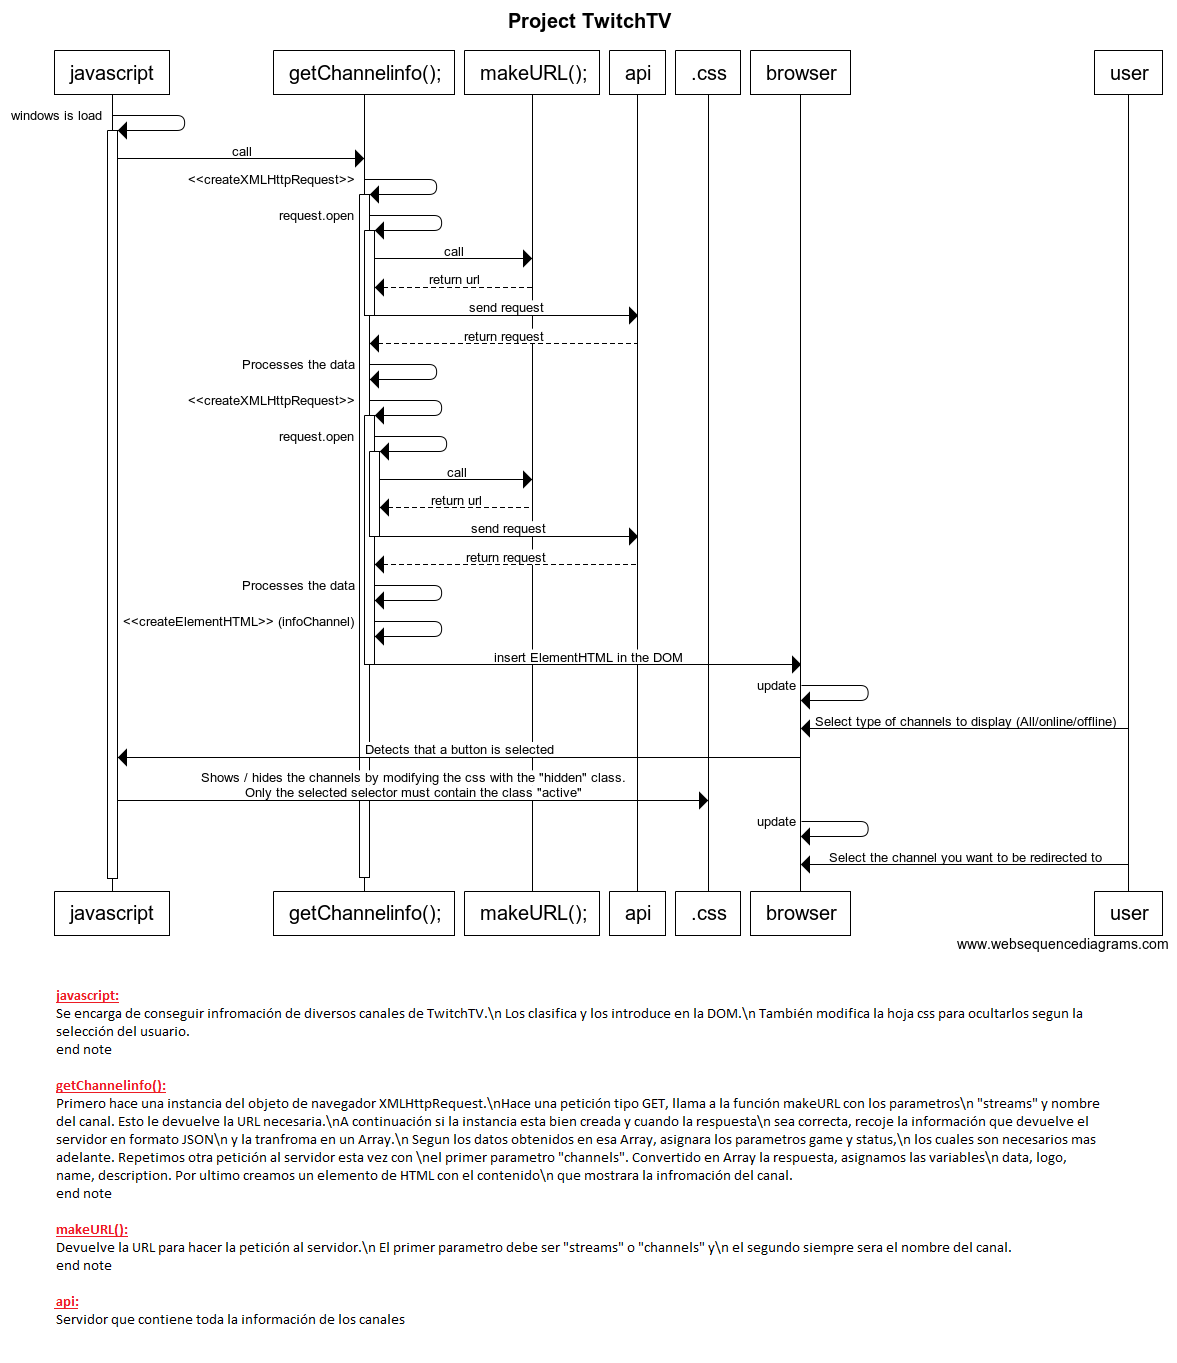 Project TwitchTV
javascript
getChannelinfo();
makeURL();
api
.css
browser
user
windows is load
call
<<createXMLHttpRequest>>
request.open
call
return url
send request
return request
Processes the data
<<createXMLHttpRequest>>
request.open
call
return url
send request
return request
Processes the data
<<createElementHTML>> (infoChannel)
insert ElementHTML in the DOM
update
Select type of channels to display (All/online/offline)
Detects that a button is selected
Shows / hides the channels by modifying the css with the "hidden" class.
Only the selected selector must contain the class "active"
update
Select the channel you want to be redirected to
javascript
getChannelinfo();
makeURL();
api
.css
browser
user
www.websequencediagrams.com
javascript:
Se encarga de conseguir infromación de diversos canales de TwitchTV.\n Los clasifica y los introduce en la DOM.\n También modifica la hoja css para ocultarlos segun la
selección del usuario.
end note
getChannelinfo():
Primero hace una instancia del objeto de navegador XMLHttpRequest.\nHace una petición tipo GET, llama a la función makeURL con los parametros\n "streams" y nombre
del canal. Esto le devuelve la URL necesaria.\nA continuación si la instancia esta bien creada y cuando la respuesta\n sea correcta, recoje la información que devuelve el
servidor en formato JSON\n y la tranfroma en un Array.\n Segun los datos obtenidos en esa Array, asignara los parametros game y status,\n los cuales son necesarios mas
adelante. Repetimos otra petición al servidor esta vez con \nel primer parametro "channels". Convertido en Array la respuesta, asignamos las variables\n data, logo,
name, description. Por ultimo creamos un elemento de HTML con el contenido\n que mostrara la infromación del canal.
end note
makeURL():
Devuelve la URL para hacer la petición al servidor.\n El primer parametro debe ser "streams" o "channels" y\n el segundo siempre sera el nombre del canal.
end note
api:
Servidor que contiene toda la información de los canales